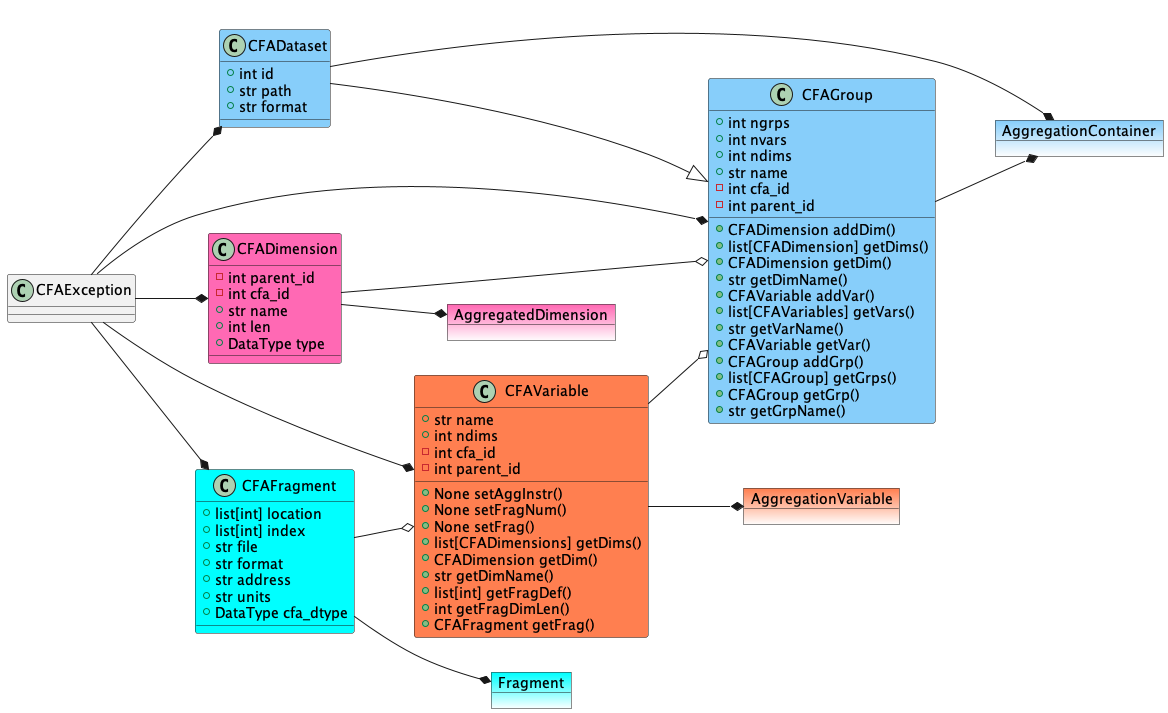 CFADataset
int id
str path
str format
CFAGroup
int ngrps
int nvars
int ndims
str name
int cfa_id
int parent_id
CFADimension addDim()
list[CFADimension] getDims()
CFADimension getDim()
str getDimName()
CFAVariable addVar()
list[CFAVariables] getVars()
str getVarName()
CFAVariable getVar()
CFAGroup addGrp()
list[CFAGroup] getGrps()
CFAGroup getGrp()
str getGrpName()
AggregationContainer
CFAException
CFADimension
int parent_id
int cfa_id
str name
int len
DataType type
AggregatedDimension
CFAVariable
str name
int ndims
int cfa_id
int parent_id
None setAggInstr()
None setFragNum()
None setFrag()
list[CFADimensions] getDims()
CFADimension getDim()
str getDimName()
list[int] getFragDef()
int getFragDimLen()
CFAFragment getFrag()
AggregationVariable
CFAFragment
list[int] location
list[int] index
str file
str format
str address
str units
DataType cfa_dtype
Fragment